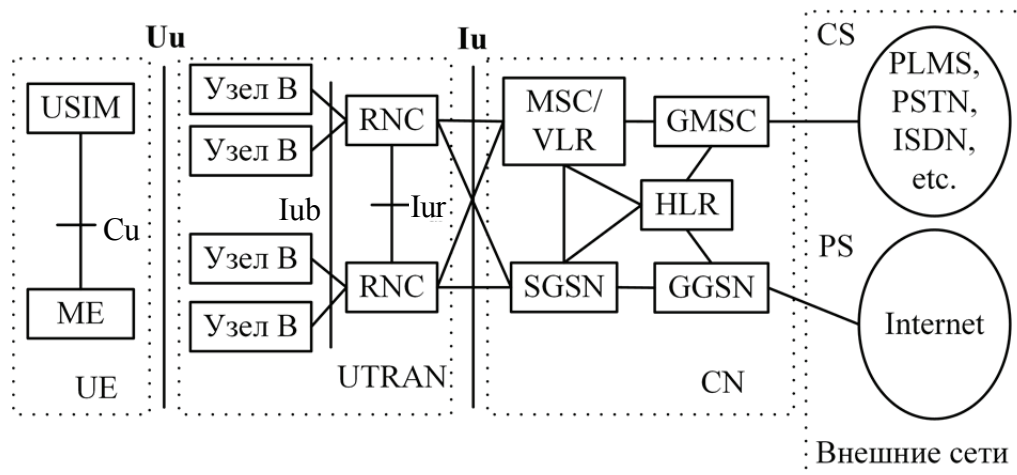 Uu
Iu
CS
USIM
Узел В
Узел В
RNC
MSC/
VLR
GMSC
PLMS,
PSTN,
ISDN,
etc.
Cu
Iub
Iur
HLR
PS
ME
Узел В
Узел В
RNC
SGSN
GGSN
Internet
UE
UTRAN
CN
Внешние сети